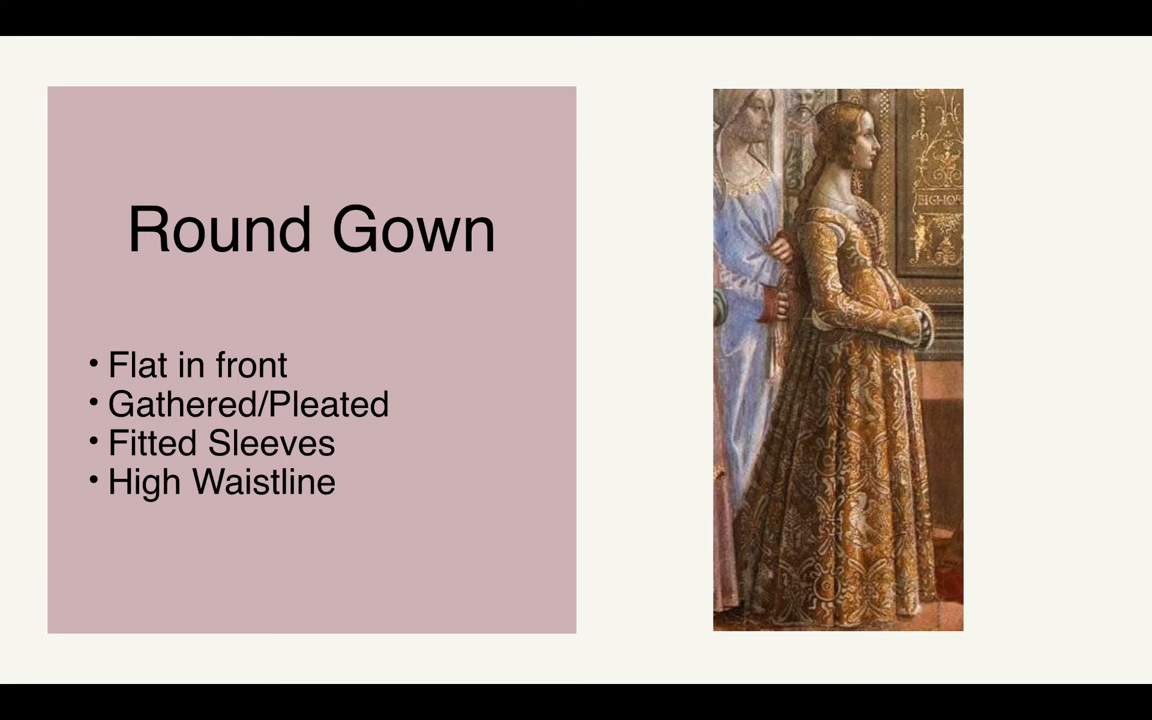 Round Gown
• Flat in front
• Gathered/Pleated
• Fitted Sleeves
• High Waistline